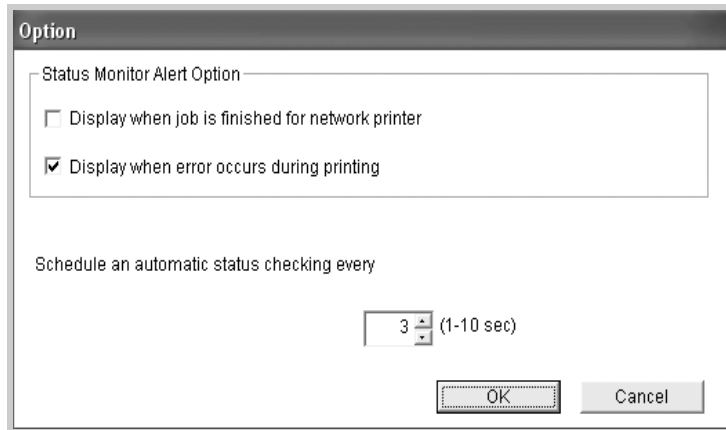 Option
Status Monitor Alert Option
Display when job is finished for network printer
Display when error occurs during printing
Schedule an automatic status checking every
3 (1-10 sec)
OK Cancel